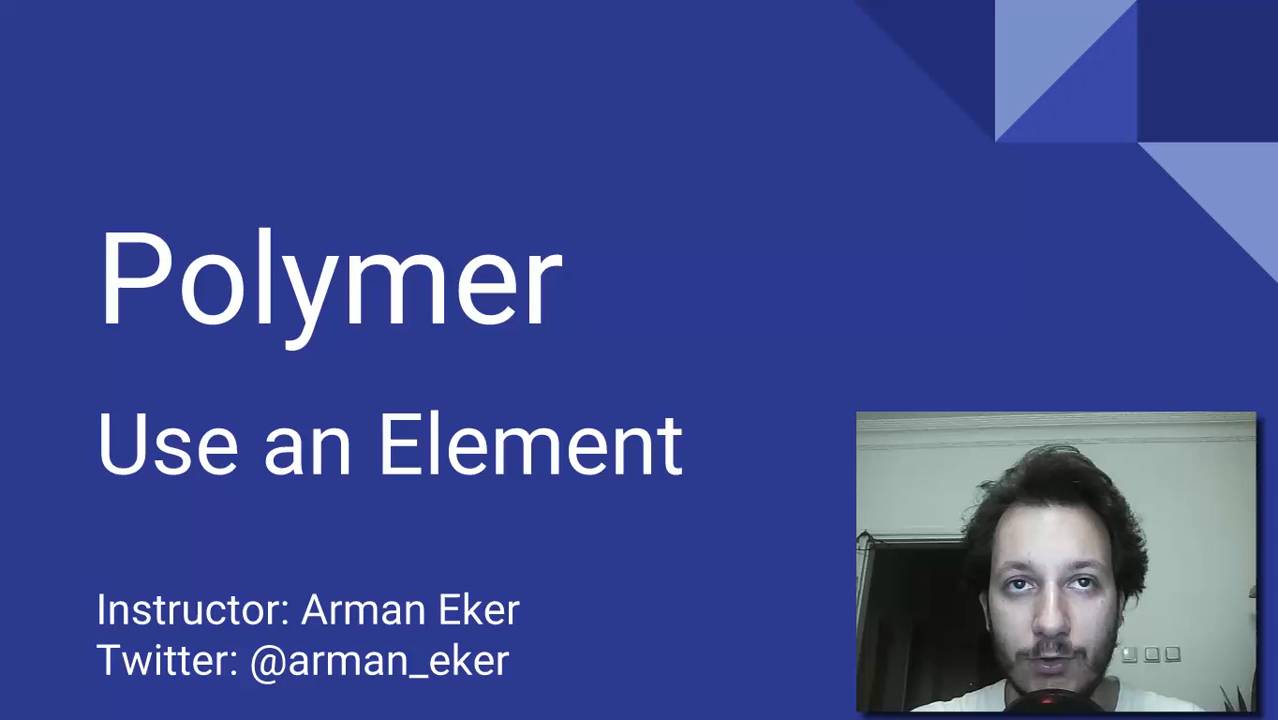 Polymer
Use an Element
Instructor: Arman Eker
Twitter: @arman_eker